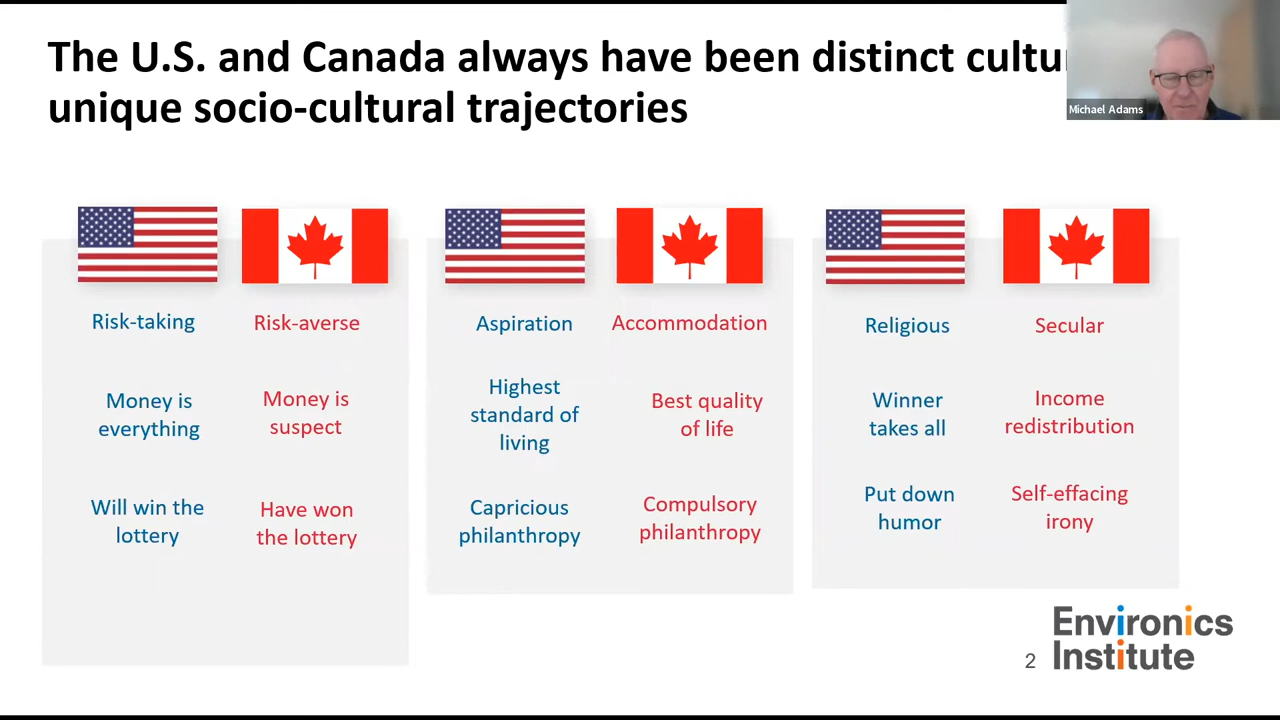 The U.S. and Canada always have been distinct
unique socio-cultural trajectories
Michael Adams
Risk-taking
Risk-averse
Money is
everything
Money is
suspect
Will win the
lottery
Have won
the lottery
Aspiration
Accommodation
Highest
standard of
living
Best quality
of life
Capricious
philanthropy
Compulsory
philanthropy
Religious
Secular
Winner
takes all
Income
redistribution
Put down
humor
Self-effacing
irony
2
Environics
Institute